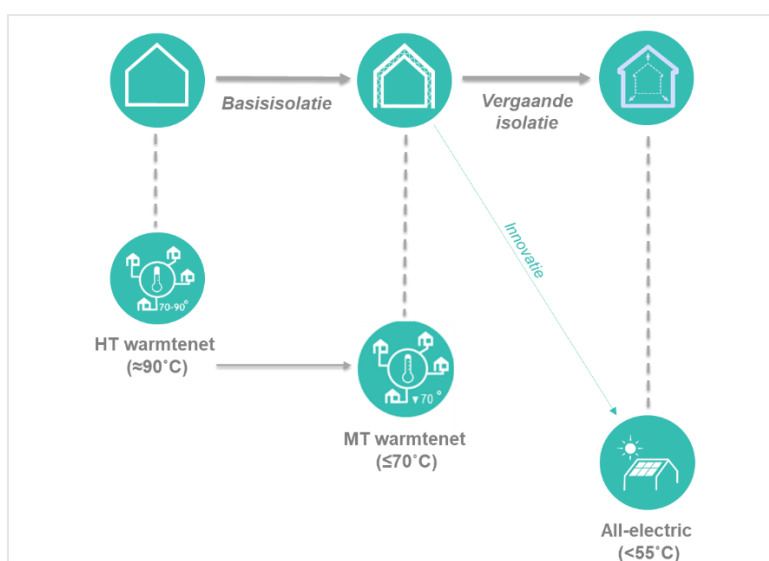 Basisisolatie
Vergaande
isolatie
Innovatie
70-90°
HT warmtenet
(≈90˚C)
▼70 °
MT warmtenet
(≤70˚C)
All-electric
(<55˚C)